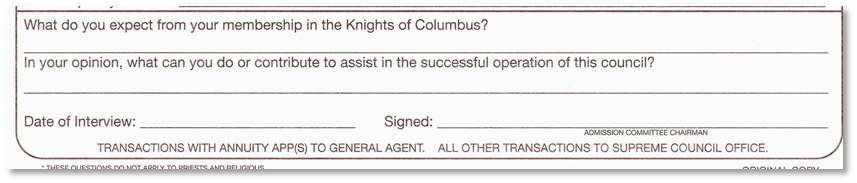 What do you expect from your membership in the Knights of Columbus?
In your opinion, what can you do or contribute to assist in the successful operation of this council?
Date of Interview: Signed:
ADMISSION COMMITTEE CHAIRMAN
TRANSACTIONS WITH ANNUITY APP(S) TO GENERAL AGENT. ALL OTHER TRANSACTIONS TO SUPREME COUNCIL OFFICE.
* THESE QUESTIONS DO NOT APPLY TO PRIESTS AND RELIGIOUS ORIGINAL COPY